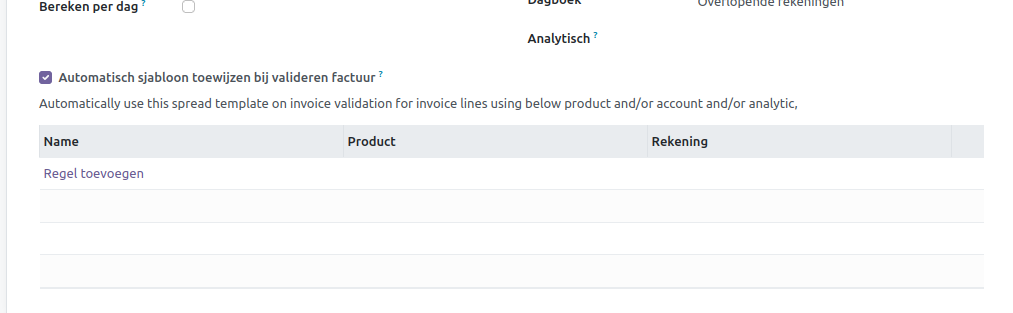 Bereken per dag ?
Dagboek Overlopende rekeningen
Analytisch ?
Automatisch sjabloon toewijzen bij valideren factuur ?
Automatically use this spread template on invoice validation for invoice lines using below product and/or account and/or analytic,
Name Product Rekening
Regel toevoegen